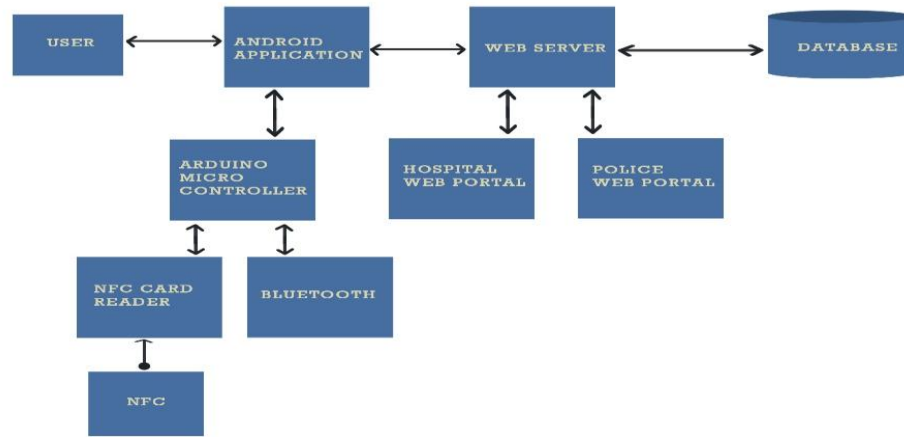 USER
ANDROID
APPLICATION
WEB SERVER
DATABASE
ARDUINO
MICRO
CONTROLLER
HOSPITAL
WEB PORTAL
POLICE
WEB PORTAL
NFC CARD
READER
BLUETOOTH
NFC